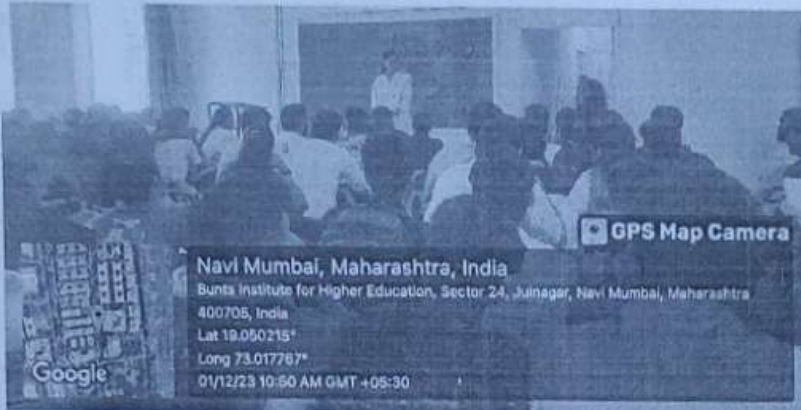 GPS Map Camera
Navi Mumbai, Maharashtra, India
Bunts Institute for Higher Education, Sector 24, Juinagar, Navi Mumbai, Maharashtra
400705, India
Lat 19.050215°
Long 73.017767°
01/12/23 10:50 AM GMT +05:30
Google